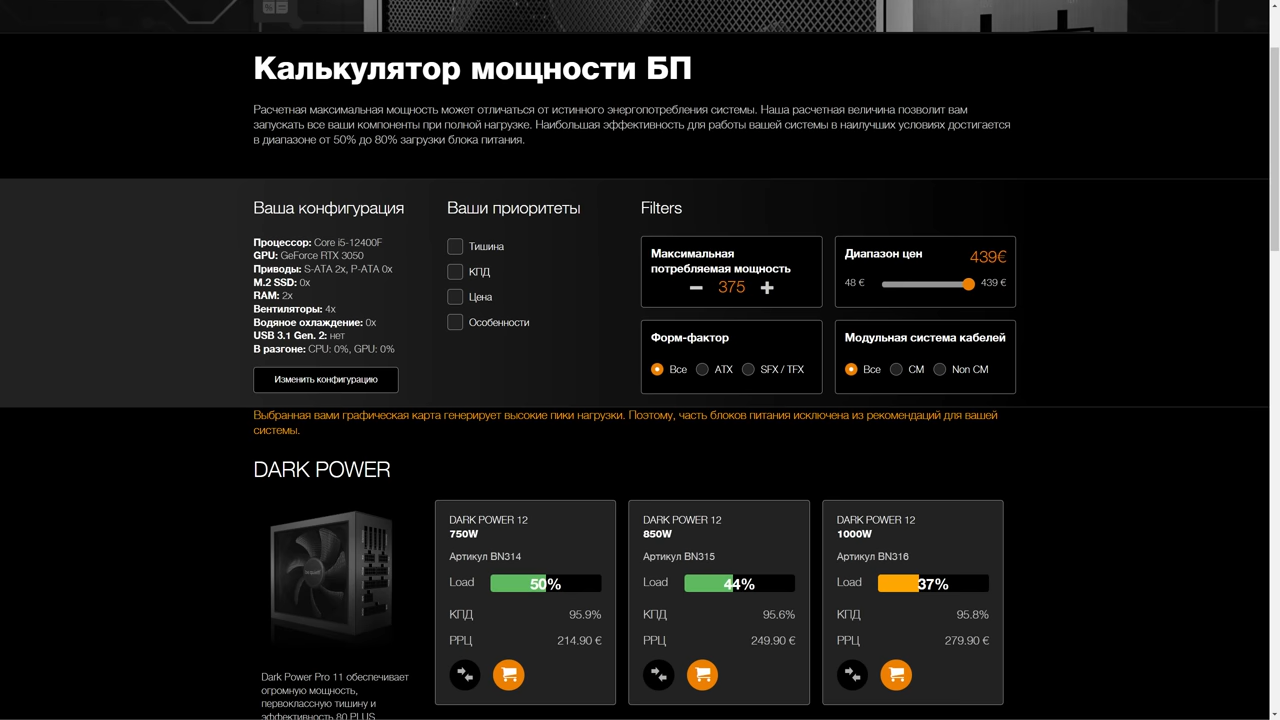 Калькулятор мощности БП
Расчетная максимальная мощность может отличаться от истинного энергопотребления системы. Наша расчетная величина позволит вам
запускать все ваши компоненты при полной нагрузке. Наибольшая эффективность для работы вашей системы в наилучших условиях достигается
в диапазоне от 50% до 80% загрузки блока питания.
Ваша конфигурация
Процессор: Core i5-12400F
GPU: GeForce RTX 3050
Приводы: S-ATA 2x, P-ATA 0x
M.2 SSD: 0x
RAM: 2x
Вентиляторы: 4x
Водяное охлаждение: 0x
USB 3.1 Gen. 2: нет
В разгоне: CPU: 0%, GPU: 0%
Изменить конфигурацию
Ваши приоритеты
Тишина
КПД
Цена
Особенности
Filters
Максимальная
потребляемая мощность
375
Диапазон цен
439€
48 €
439 €
Форм-фактор
Все ATX SFX / TFX
Модульная система кабелей
Все CM Non CM
Выбранная вами графическая карта генерирует высокие пики нагрузки. Поэтому, часть блоков питания исключена из рекомендаций для вашей
системы.
DARK POWER
Dark Power Pro 11 обеспечивает
огромную мощность,
первоклассную тишину и
эффективность 80 PLUS
DARK POWER 12
750W
Артикул BN314
Load 50%
КПД 95.9%
РРЦ 214.90 €
DARK POWER 12
850W
Артикул BN315
Load 44%
КПД 95.6%
РРЦ 249.90 €
DARK POWER 12
1000W
Артикул BN316
Load 37%
КПД 95.8%
РРЦ 279.90 €